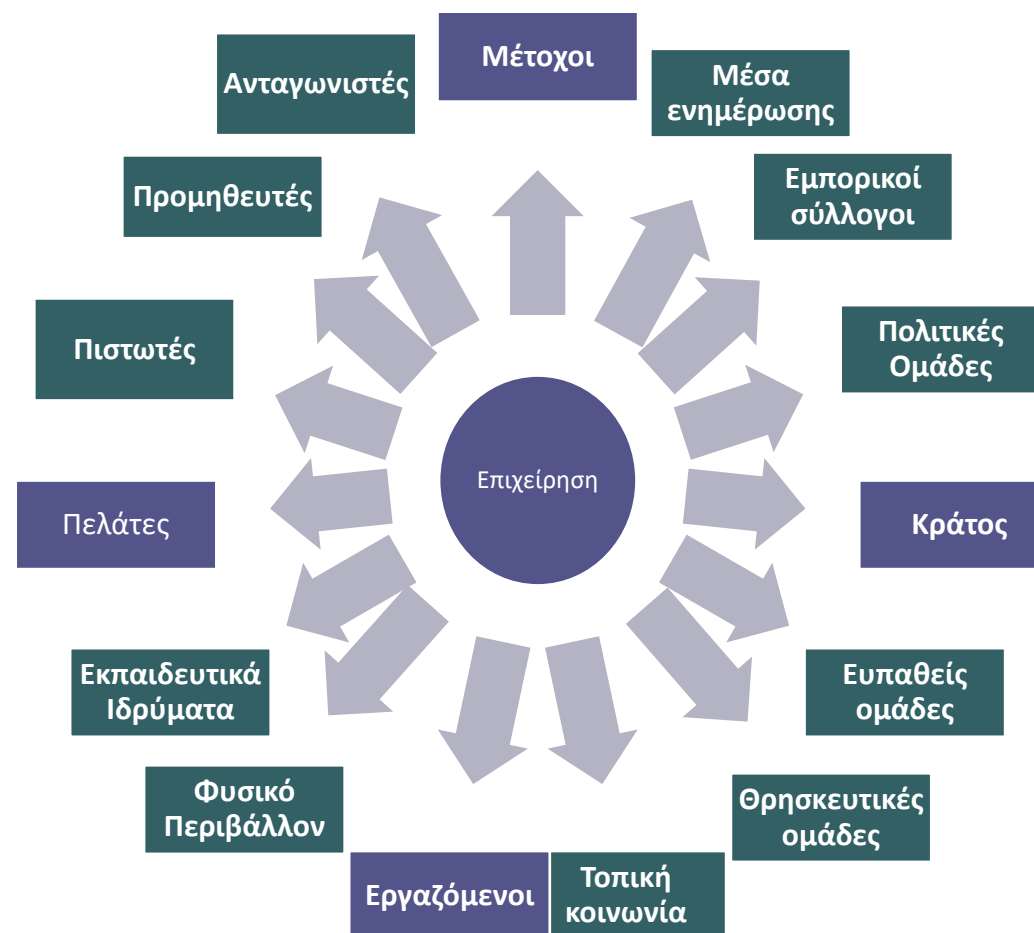 Μέτοχοι
Μέσα
ενημέρωσης
Εμπορικοί
σύλλογοι
Πολιτικές
Ομάδες
Κράτος
Ευπαθείς
ομάδες
Θρησκευτικές
ομάδες
Τοπική
κοινωνία
Εργαζόμενοι
Φυσικό
Περιβάλλον
Εκπαιδευτικά
Ιδρύματα
Πελάτες
Πιστωτές
Προμηθευτές
Ανταγωνιστές
Επιχείρηση